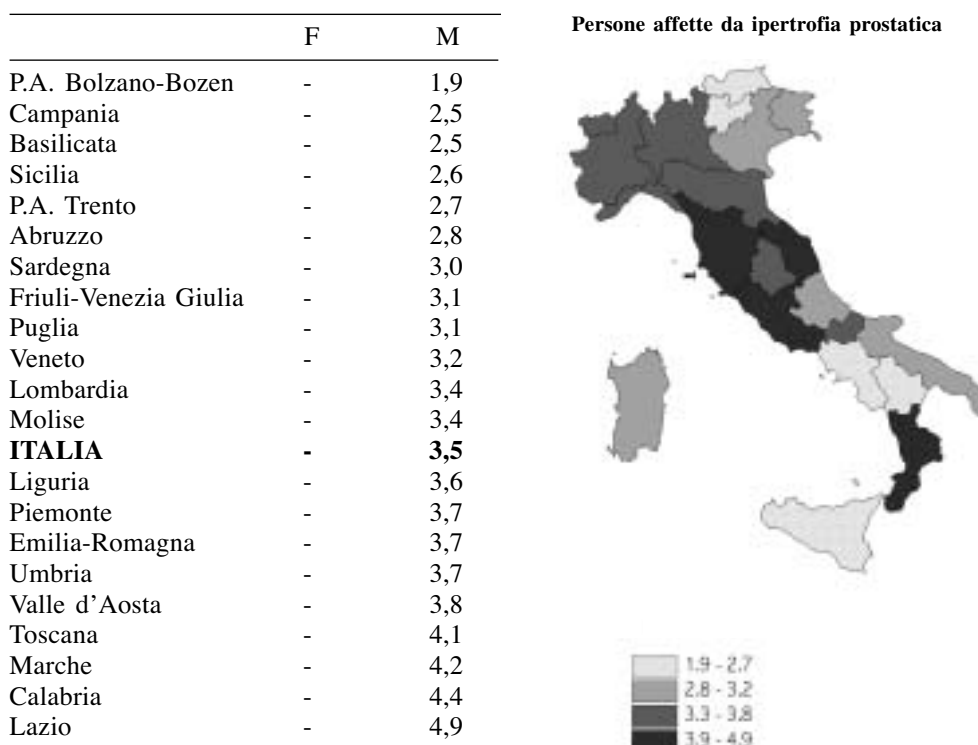 F M
P.A. Bolzano-Bozen - 1,9
Campania - 2,5
Basilicata - 2,5
Sicilia - 2,6
P.A. Trento - 2,7
Abruzzo - 2,8
Sardegna - 3,0
Friuli-Venezia Giulia - 3,1
Puglia - 3,1
Veneto - 3,2
Lombardia - 3,4
Molise - 3,4
ITALIA - 3,5
Liguria - 3,6
Piemonte - 3,7
Emilia-Romagna - 3,7
Umbria - 3,7
Valle d'Aosta - 3,8
Toscana - 4,1
Marche - 4,2
Calabria - 4,4
Lazio - 4,9
Persone affette da ipertrofia prostatica
1.9 - 2.7
2.8 - 3.2
3.3 - 3.8
3.9 - 4.9